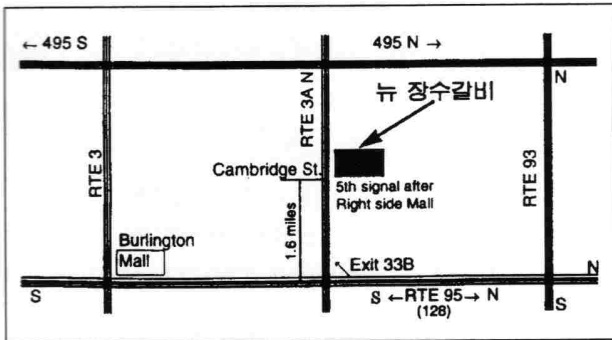 ← 495 S
495 N →
N
뉴 장수갈비
RTE 3
RTE 3A N
RTE 93
Cambridge St.
5th signal after
Right side Mall
1.6 miles
Burlington
Mall
Exit 33B
N
S
S ←RTE 95→ N
(128)
S